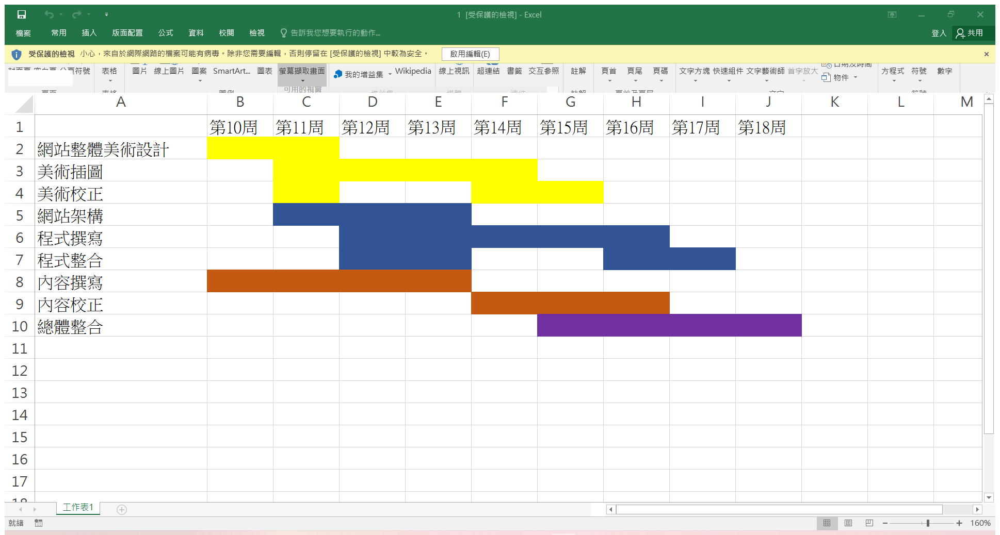 1 [受保護的檢視] - Excel
檔案 常用 插入 版面配置 公式 資料 校閱 檢視 告訴我您想要執行的動作... 登入 共用
受保護的檢視 小心，來自於網際網路的檔案可能有病毒。除非您需要編輯，否則停留在 [受保護的檢視] 中較為安全。 啟用編輯(E)
表格 圖片 線上圖片 圖案 SmartArt... 圖表 螢幕擷取畫面 我的增益集 Wikipedia 線上視訊 超連結 書籤 交互參照 註解 頁首 頁尾 頁碼 文字方塊 快速組件 文字藝術師 首字放大 日期及時間 方程式 符號 數字
物件
可用的視窗
A B C D E F G H I J K L M
1 第10周 第11周 第12周 第13周 第14周 第15周 第16周 第17周 第18周
2 網站整體美術設計
3 美術插圖
4 美術校正
5 網站架構
6 程式撰寫
7 程式整合
8 內容撰寫
9 內容校正
10 總體整合
11
12
13
14
15
16
17
18
工作表1
就緒 160%